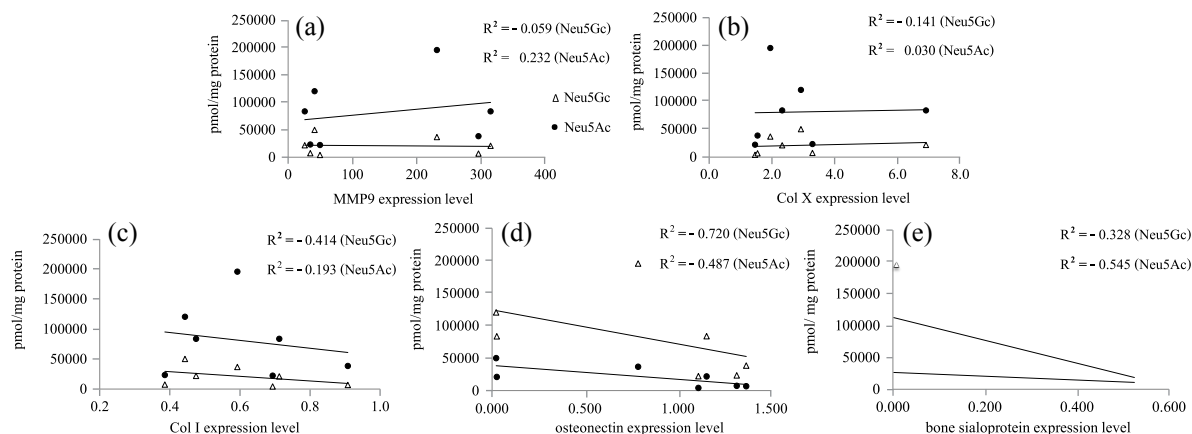 (a)
R² = - 0.059 (Neu5Gc)
R² = 0.232 (Neu5Ac)
250000
200000
150000
100000
50000
0
pmol/mg protein
0 100 200 300 400
MMP9 expression level
Neu5Gc
Neu5Ac
(b)
R² = -0.141 (Neu5Gc)
R² = 0.030 (Neu5Ac)
250000
200000
150000
100000
50000
0
pmol/mg protein
0.0 2.0 4.0 6.0 8.0
Col X expression level
(c)
R² = - 0.414 (Neu5Gc)
R² = - 0.193 (Neu5Ac)
250000
200000
150000
100000
50000
0
pmol/mg protein
0.2 0.4 0.6 0.8 1.0
Col I expression level
(d)
R² = - 0.720 (Neu5Gc)
R² = - 0.487 (Neu5Ac)
250000
200000
150000
100000
50000
0
pmol/mg protein
0.000 0.500 1.000 1.500
osteonectin expression level
(e)
R² = - 0.328 (Neu5Gc)
R² = - 0.545 (Neu5Ac)
250000
200000
150000
100000
50000
0
pmol/ mg protein
0.000 0.200 0.400 0.600
bone sialoprotein expression level